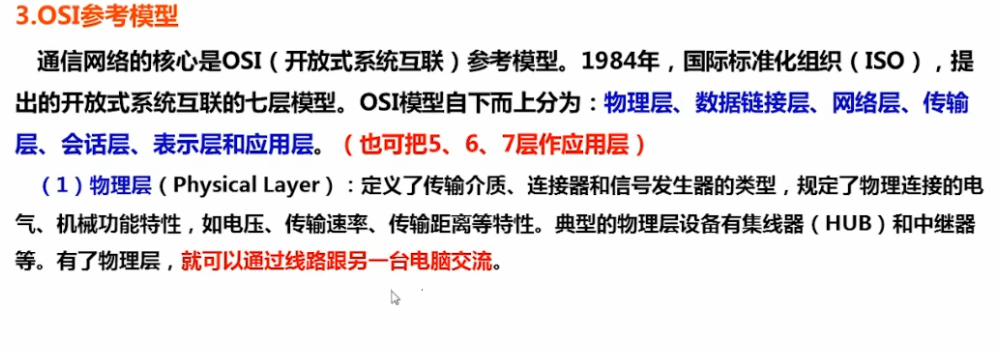 3.OSI参考模型
通信网络的核心是OSI（开放式系统互联）参考模型。1984年，国际标准化组织（ISO），提
出的开放式系统互联的七层模型。OSI模型自下而上分为：物理层、数据链接层、网络层、传输
层、会话层、表示层和应用层。（也可把5、6、7层作应用层）
（1）物理层（Physical Layer）：定义了传输介质、连接器和信号发生器的类型，规定了物理连接的电
气、机械功能特性，如电压、传输速率、传输距离等特性。典型的物理层设备有集线器（HUB）和中继器
等。有了物理层，就可以通过线路跟另一台电脑交流。